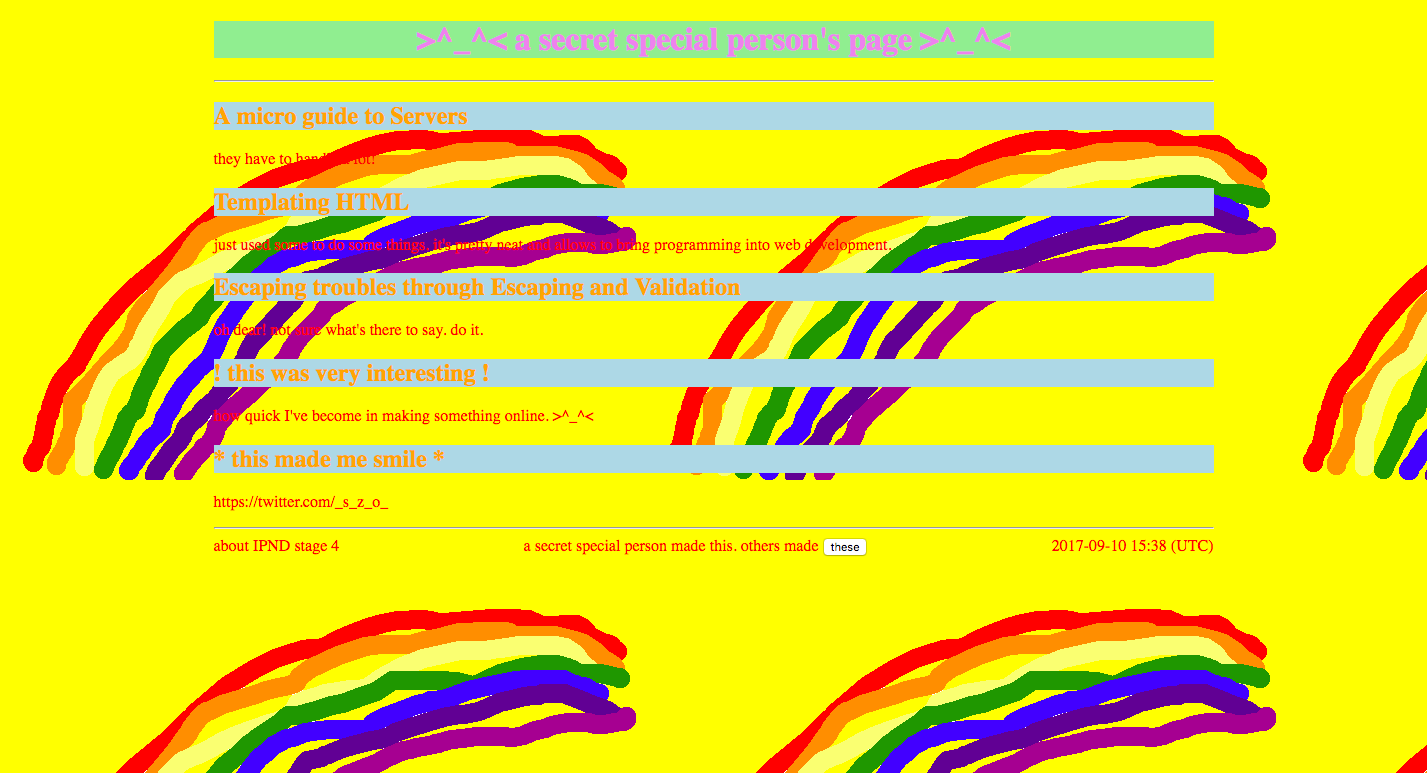 >^_^< a secret special person's page >^_^<
A micro guide to Servers
they have to handle a lot!
Templating HTML
just used some to do some things. it's pretty neat and allows to bring programming into web development.
Escaping troubles through Escaping and Validation
oh dear! not sure what's there to say. do it.
! this was very interesting !
how quick I've become in making something online. >^_^<
* this made me smile *
https://twitter.com/_s_z_o_
about IPND stage 4
a secret special person made this. others made these
2017-09-10 15:38 (UTC)